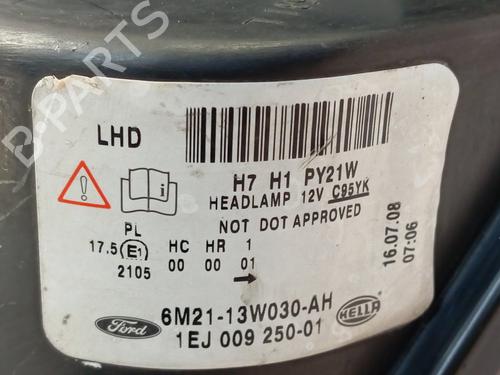 B-PARTS
LHD
H7 H1 PY21W
HEADLAMP 12V C95YK
NOT DOT APPROVED
i
PL
17.5 E1 HC HR 1
2105 00 00 01
16.07.08
07:06
6M21-13W030-AH
Ford
1EJ 009 250-01
HELLA